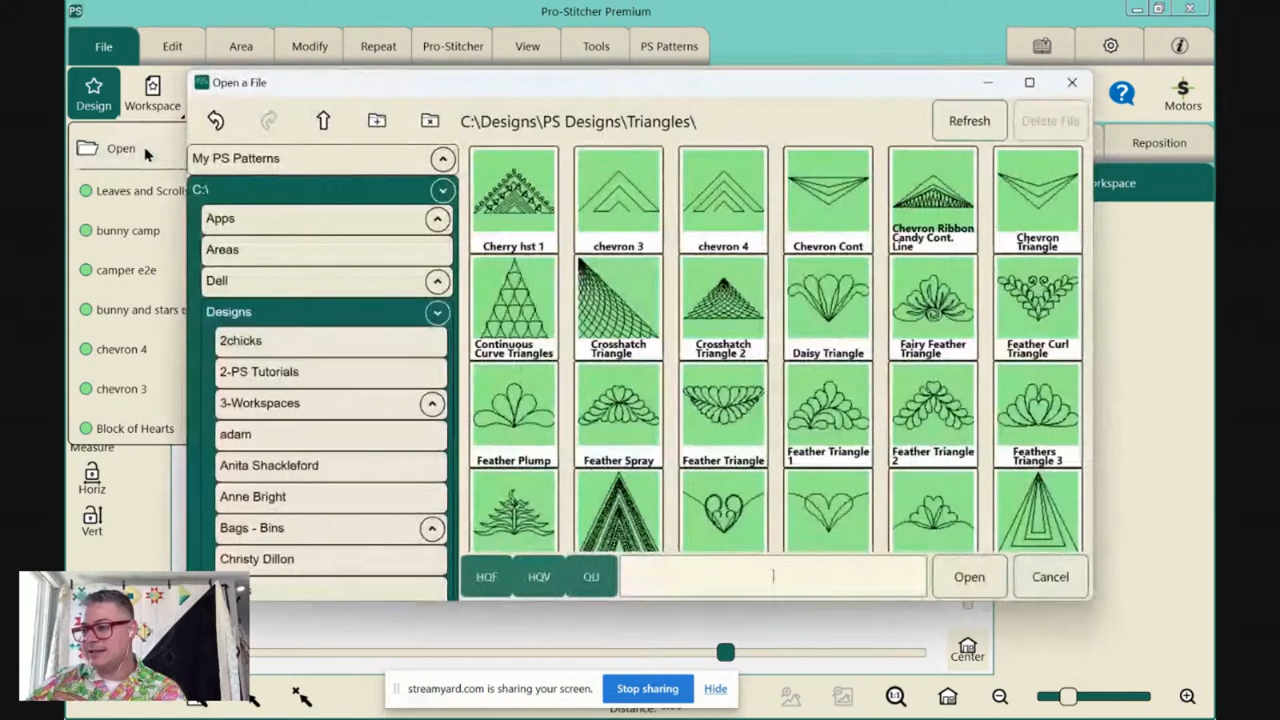 PS
Pro-Stitcher Premium
File
Edit
Area
Modify
Repeat
Pro-Stitcher
View
Tools
PS Patterns
Design
Workspace
Open a File
Motors
C:\Designs\PS Designs\Triangles\
Refresh
Delete File
Open
Reposition
My PS Patterns
C:\
Apps
Areas
Dell
Designs
2chicks
2-PS Tutorials
3-Workspaces
adam
Anita Shackleford
Anne Bright
Bags - Bins
Christy Dillon
Leaves and Scrolls
bunny camp
camper e2e
bunny and stars
chevron 4
chevron 3
Block of Hearts
Measure
Horiz
Vert
Cherry hst 1
chevron 3
chevron 4
Chevron Cont
Chevron Ribbon
Candy Cont.
Line
Chevron
Triangle
Continuous
Curve Triangles
Crosshatch
Triangle
Crosshatch
Triangle 2
Daisy Triangle
Fairy Feather
Triangle
Feather Curl
Triangle
Feather Plump
Feather Spray
Feather Triangle
Feather Triangle
1
Feather Triangle
2
Feathers
Triangle 3
HQF
HQV
QLI
Open
Cancel
Center
streamyard.com is sharing your screen.
Stop sharing
Hide
1:1